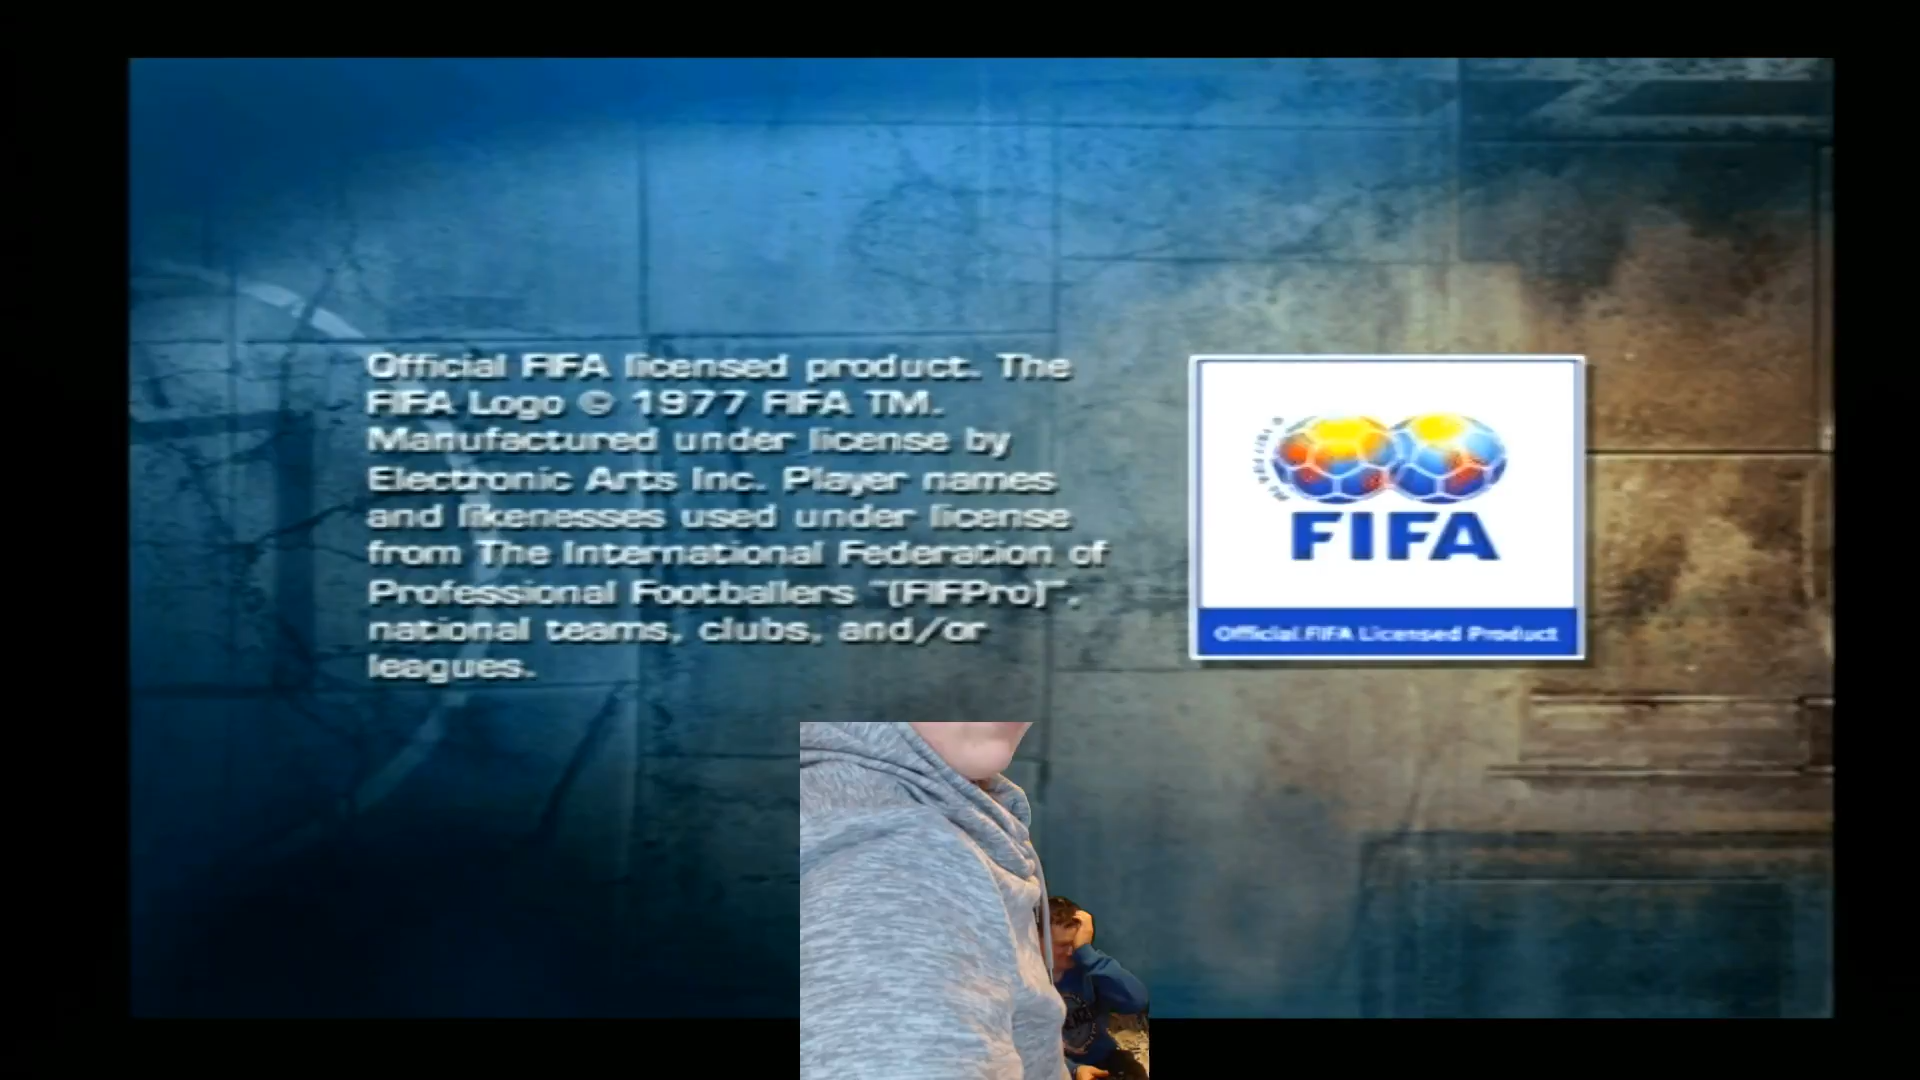 Official FIFA licensed product. The
FIFA Logo © 1977 FIFA TM.
Manufactured under license by
Electronic Arts Inc. Player names
and likenesses used under license
from The International Federation of
Professional Footballers ™(FIFPro)™,
national teams, clubs, and/or
leagues.
FIFA
Official FIFA Licensed Product